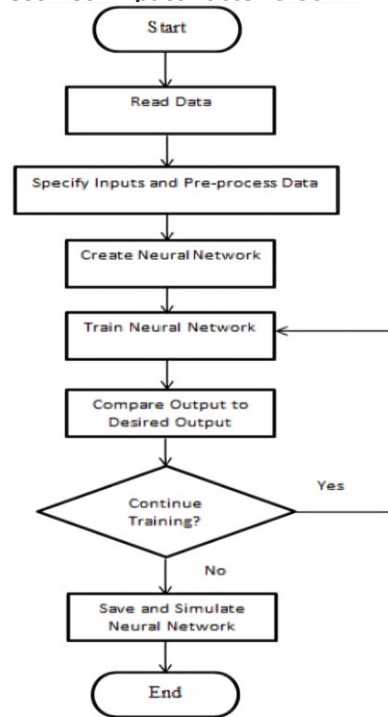 Start
Read Data
Specify Inputs and Pre-process Data
Create Neural Network
Train Neural Network
Compare Output to
Desired Output
Continue
Training?
Yes
No
Save and Simulate
Neural Network
End